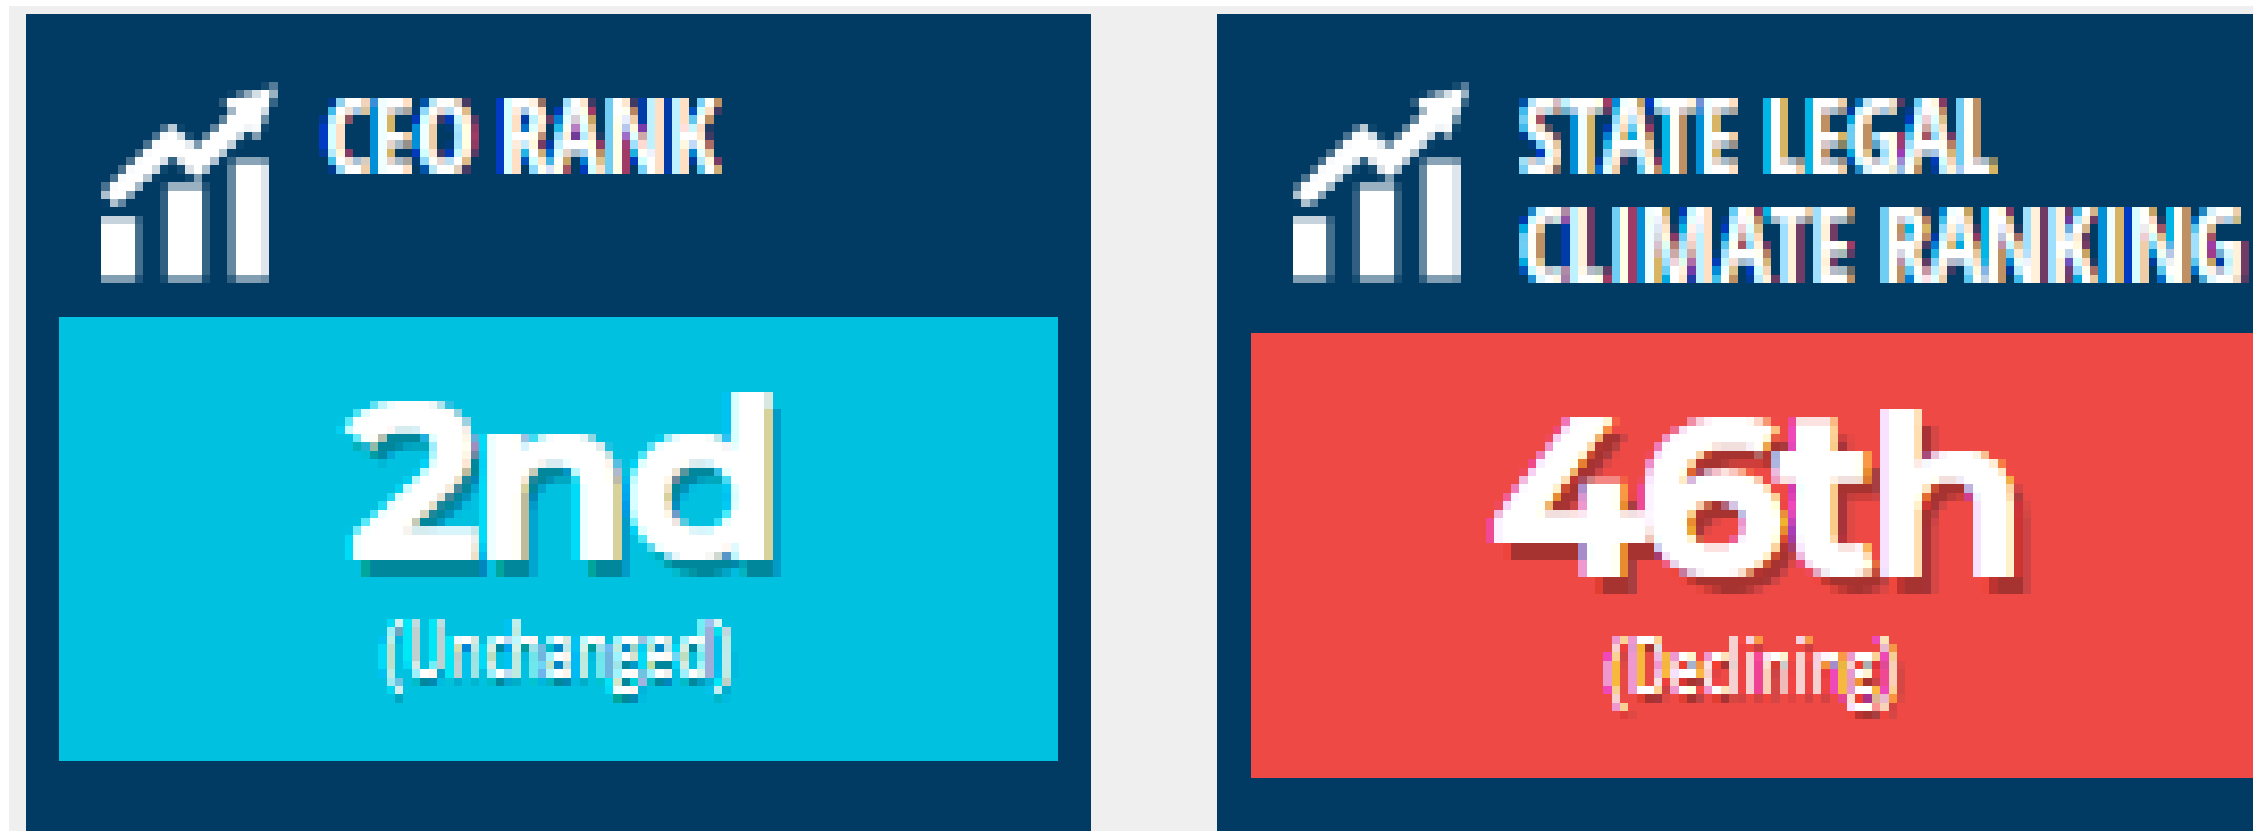 CEO RANK
2nd
(Unchanged)
STATE LEGAL
CLIMATE RANKING
46th
(Declining)